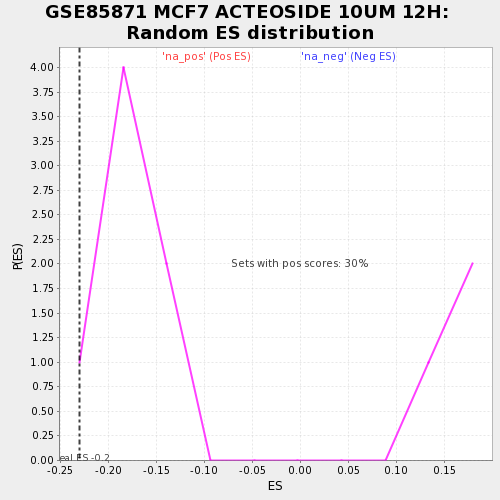 GSE85871 MCF7 ACTEOSIDE 10UM 12H:
Random ES distribution
'na_pos' (Pos ES) 'na_neg' (Neg ES)
4.00
3.75
3.50
3.25
3.00
2.75
2.50
2.25
2.00
1.75
1.50
1.25
1.00
0.75
0.50
0.25
0.00
P(ES)
Sets with pos scores: 30%
ES -0.2
-0.25 -0.20 -0.15 -0.10 -0.05 0.00 0.05 0.10 0.15
ES